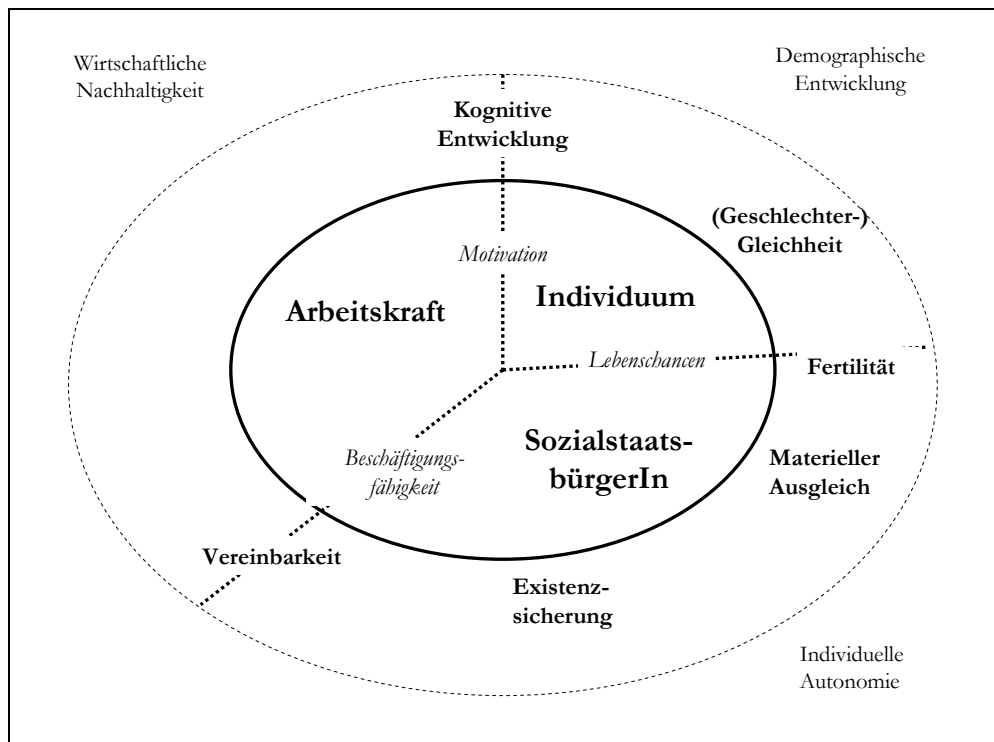 Wirtschaftliche
Nachhaltigkeit
Demographische
Entwicklung
Kognitive
Entwicklung
(Geschlechter-)
Gleichheit
Motivation
Arbeitskraft
Individuum
Lebenschancen
Fertilität
Beschäftigungs-
fähigkeit
Sozialstaats-
bürgerIn
Materieller
Ausgleich
Vereinbarkeit
Existenz-
sicherung
Individuelle
Autonomie